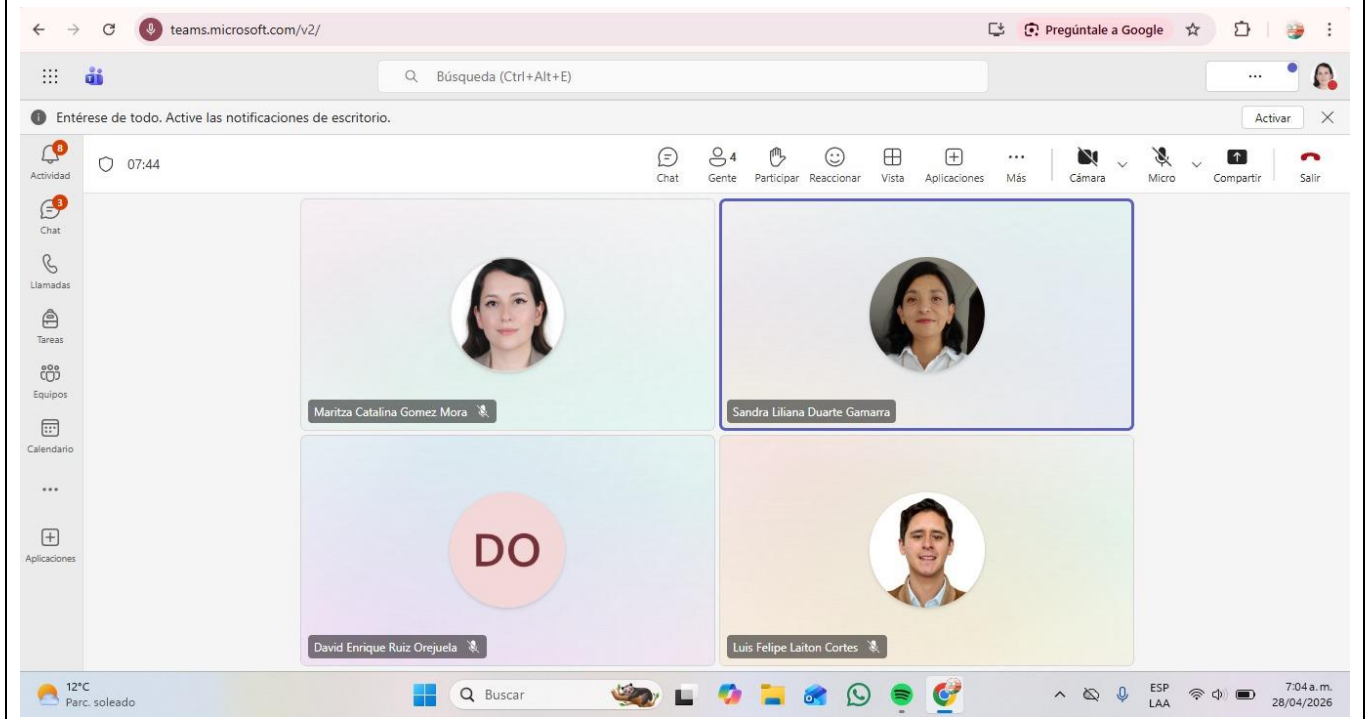 teams.microsoft.com/v2/
Pregúntale a Google
Búsqueda (Ctrl+Alt+E)
Entérese de todo. Active las notificaciones de escritorio.
Activar
8
Actividad
07:44
Chat
4
Gente
Participar
Reaccionar
Vista
Aplicaciones
Más
Cámara
Micro
Compartir
Salir
3
Chat
Llamadas
Tareas
Equipos
Calendario
Aplicaciones
Maritza Catalina Gomez Mora
Sandra Liliana Duarte Gamarra
DO
David Enrique Ruiz Orejuela
Luis Felipe Laiton Cortes
12°C
Parc. soleado
Buscar
ESP
LAA
7:04 a. m.
28/04/2026